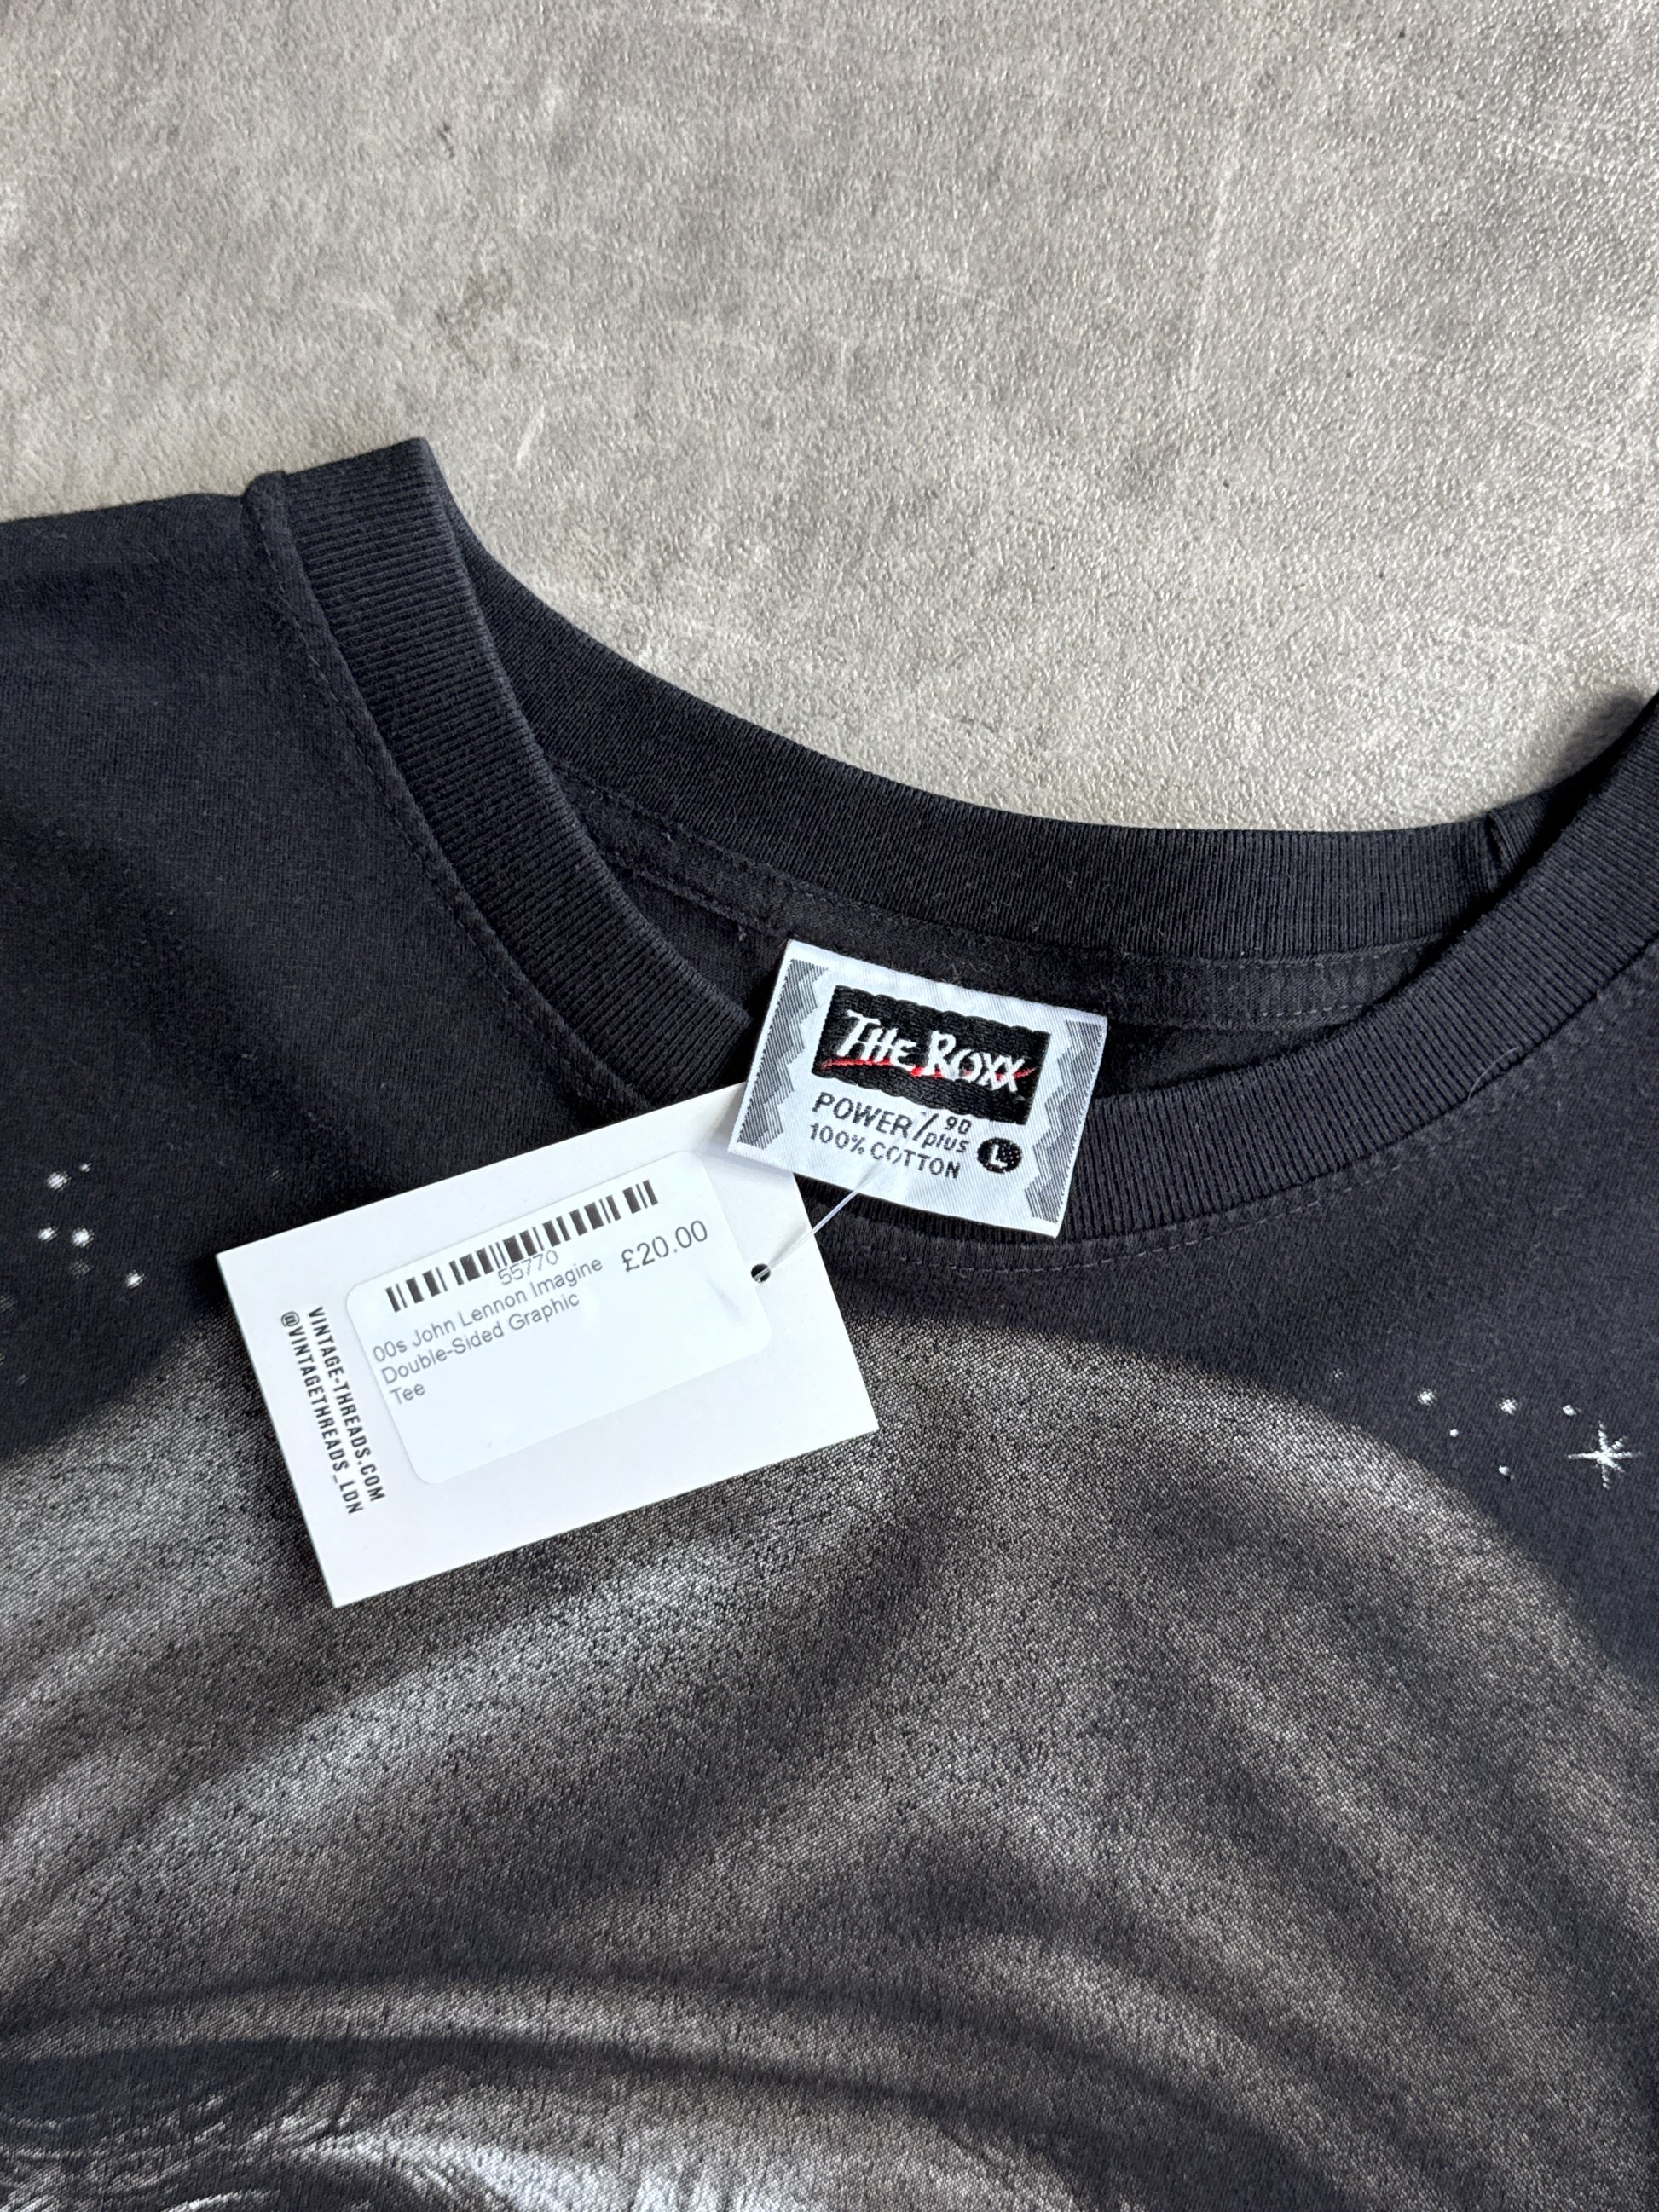 THE ROXX
POWER/90 plus
100% COTTON
L
55770
£20.00
00s John Lennon Imagine
Double-Sided Graphic
Tee
VINTAGE-THREADS.COM
@VINTAGETHREADS_LDN